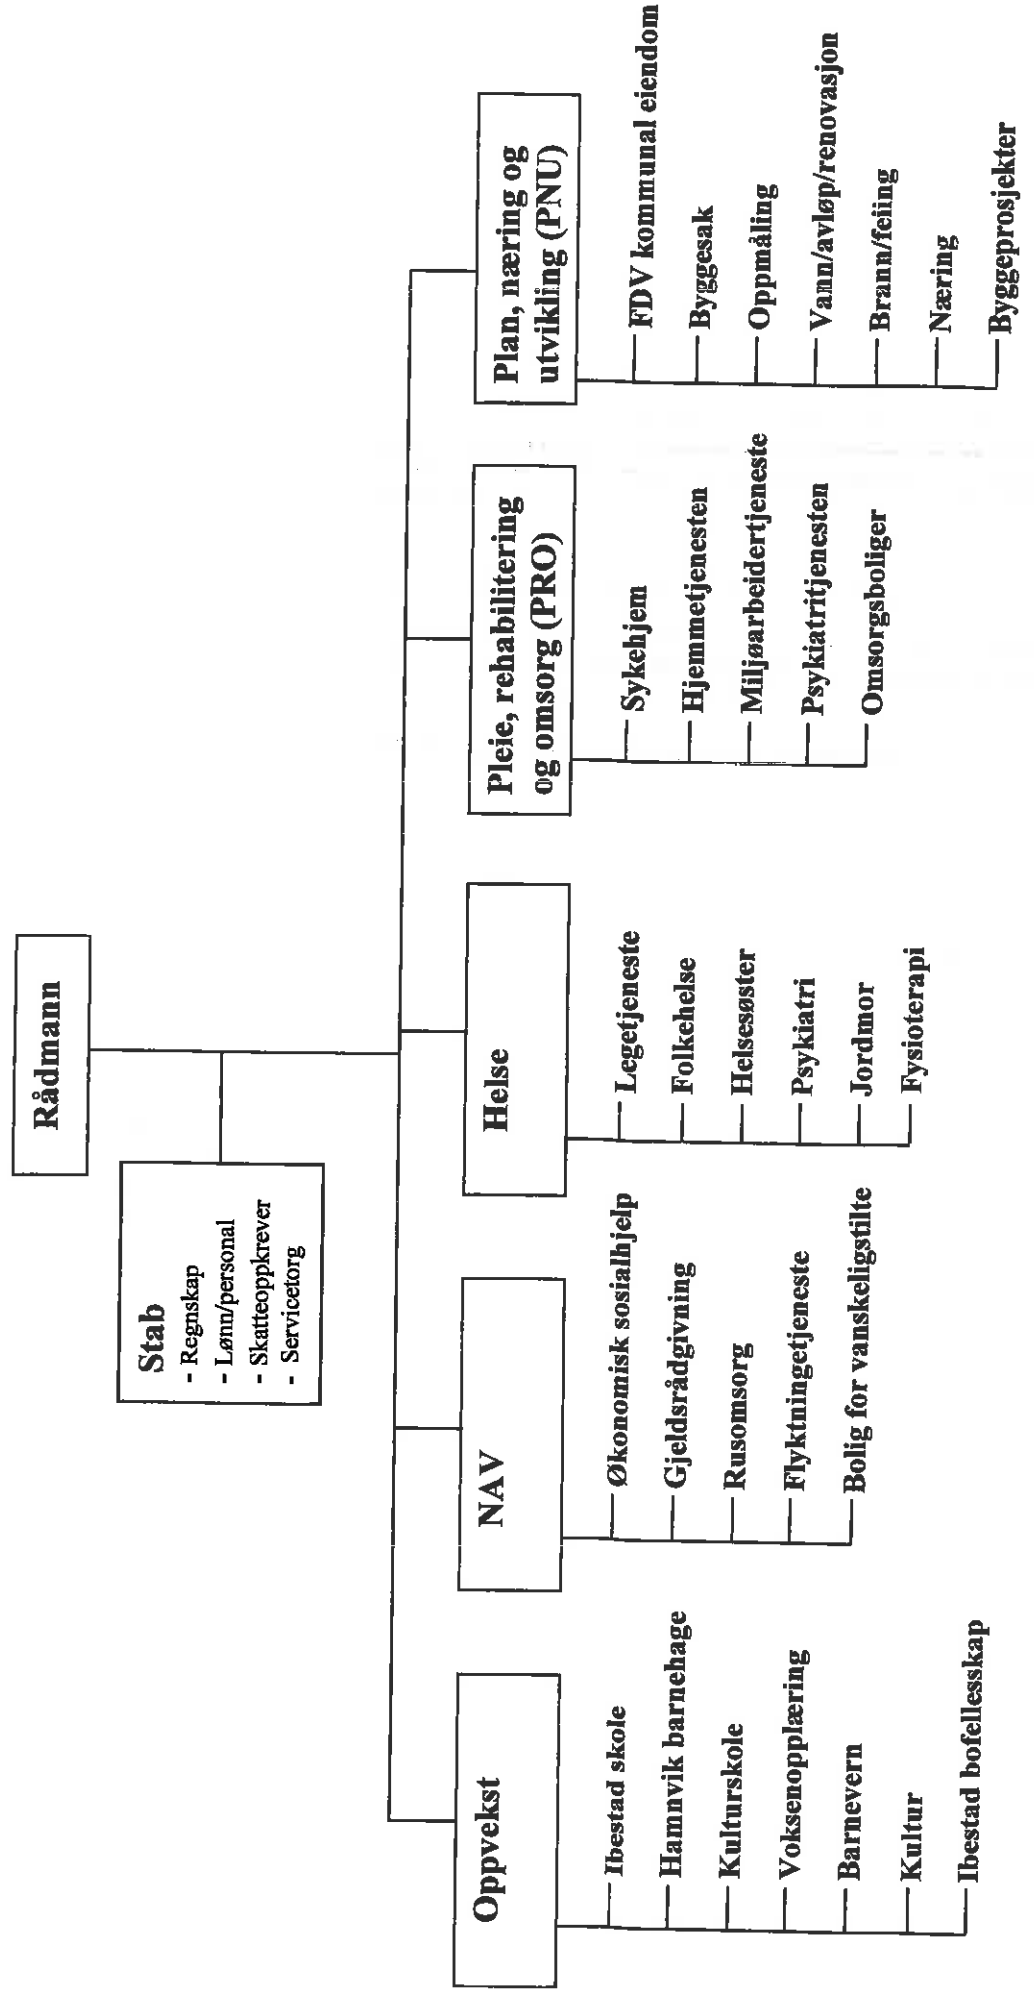 Rådmann
Stab
- Regnskap
- Lønn/personal
- Skatteoppkrever
- Servicetorg
Oppvekst
Ibestad skole
Hamnvik barnehage
Kulturskole
Voksenopplæring
Barnevern
Kultur
Ibestad bofellesskap
NAV
Økonomisk sosialhjelp
Gjeldsrådgivning
Rusomsorg
Flyktningetjeneste
Bolig for vanskeligstilte
Helse
Legetjeneste
Folkehelse
Helsesøster
Psykiatri
Jordmor
Fysioterapi
Pleie, rehabilitering
og omsorg (PRO)
Sykehjem
Hjemmetjenesten
Miljøarbeidertjeneste
Psykiatritjenesten
Omsorgsboliger
Plan, næring og
utvikling (PNU)
FDV kommunal eiendom
Byggesak
Oppmåling
Vann/avløp/renovasjon
Brann/feiing
Næring
Byggeprosjekter